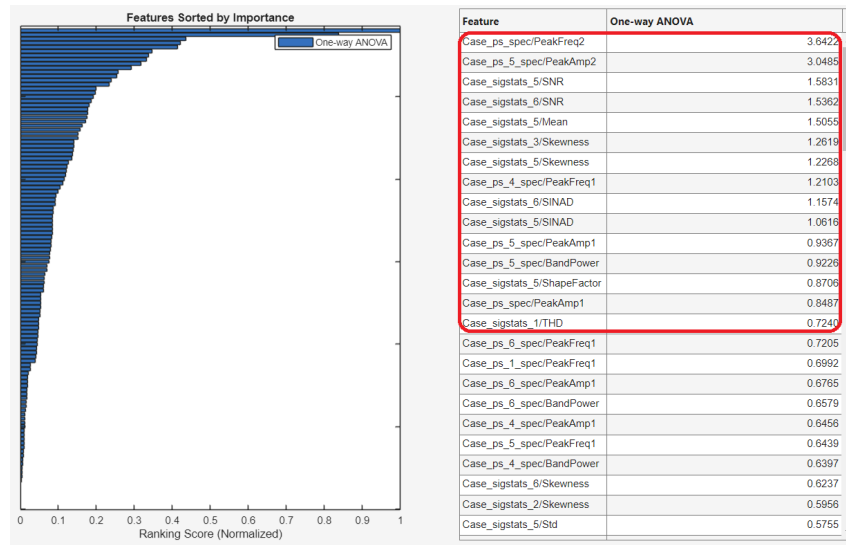 Features Sorted by Importance
One-way ANOVA
0 0.1 0.2 0.3 0.4 0.5 0.6 0.7 0.8 0.9 1
Ranking Score (Normalized)
Feature One-way ANOVA
Case_ps_spec/PeakFreq2 3.6422
Case_ps_5_spec/PeakAmp2 3.0485
Case_sigstats_5/SNR 1.5831
Case_sigstats_6/SNR 1.5362
Case_sigstats_5/Mean 1.5055
Case_sigstats_3/Skewness 1.2619
Case_sigstats_5/Skewness 1.2268
Case_ps_4_spec/PeakFreq1 1.2103
Case_sigstats_6/SINAD 1.1574
Case_sigstats_5/SINAD 1.0616
Case_ps_5_spec/PeakAmp1 0.9367
Case_ps_5_spec/BandPower 0.9226
Case_sigstats_5/ShapeFactor 0.8706
Case_ps_spec/PeakAmp1 0.8487
Case_sigstats_1/THD 0.7240
Case_ps_6_spec/PeakFreq1 0.7205
Case_ps_1_spec/PeakFreq1 0.6992
Case_ps_6_spec/PeakAmp1 0.6765
Case_ps_6_spec/BandPower 0.6579
Case_ps_4_spec/PeakAmp1 0.6456
Case_ps_5_spec/PeakFreq1 0.6439
Case_ps_4_spec/BandPower 0.6397
Case_sigstats_6/Skewness 0.6237
Case_sigstats_2/Skewness 0.5956
Case_sigstats_5/Std 0.5755